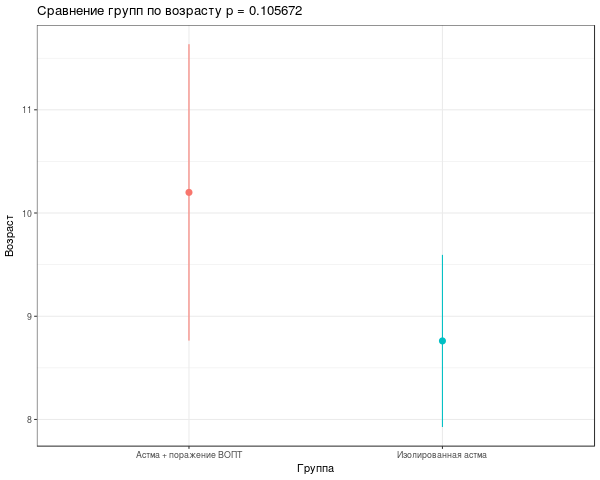 Сравнение групп по возрасту p = 0.105672
Возраст
11
10
9
8
Астма + поражение ВОПТ
Изолированная астма
Группа